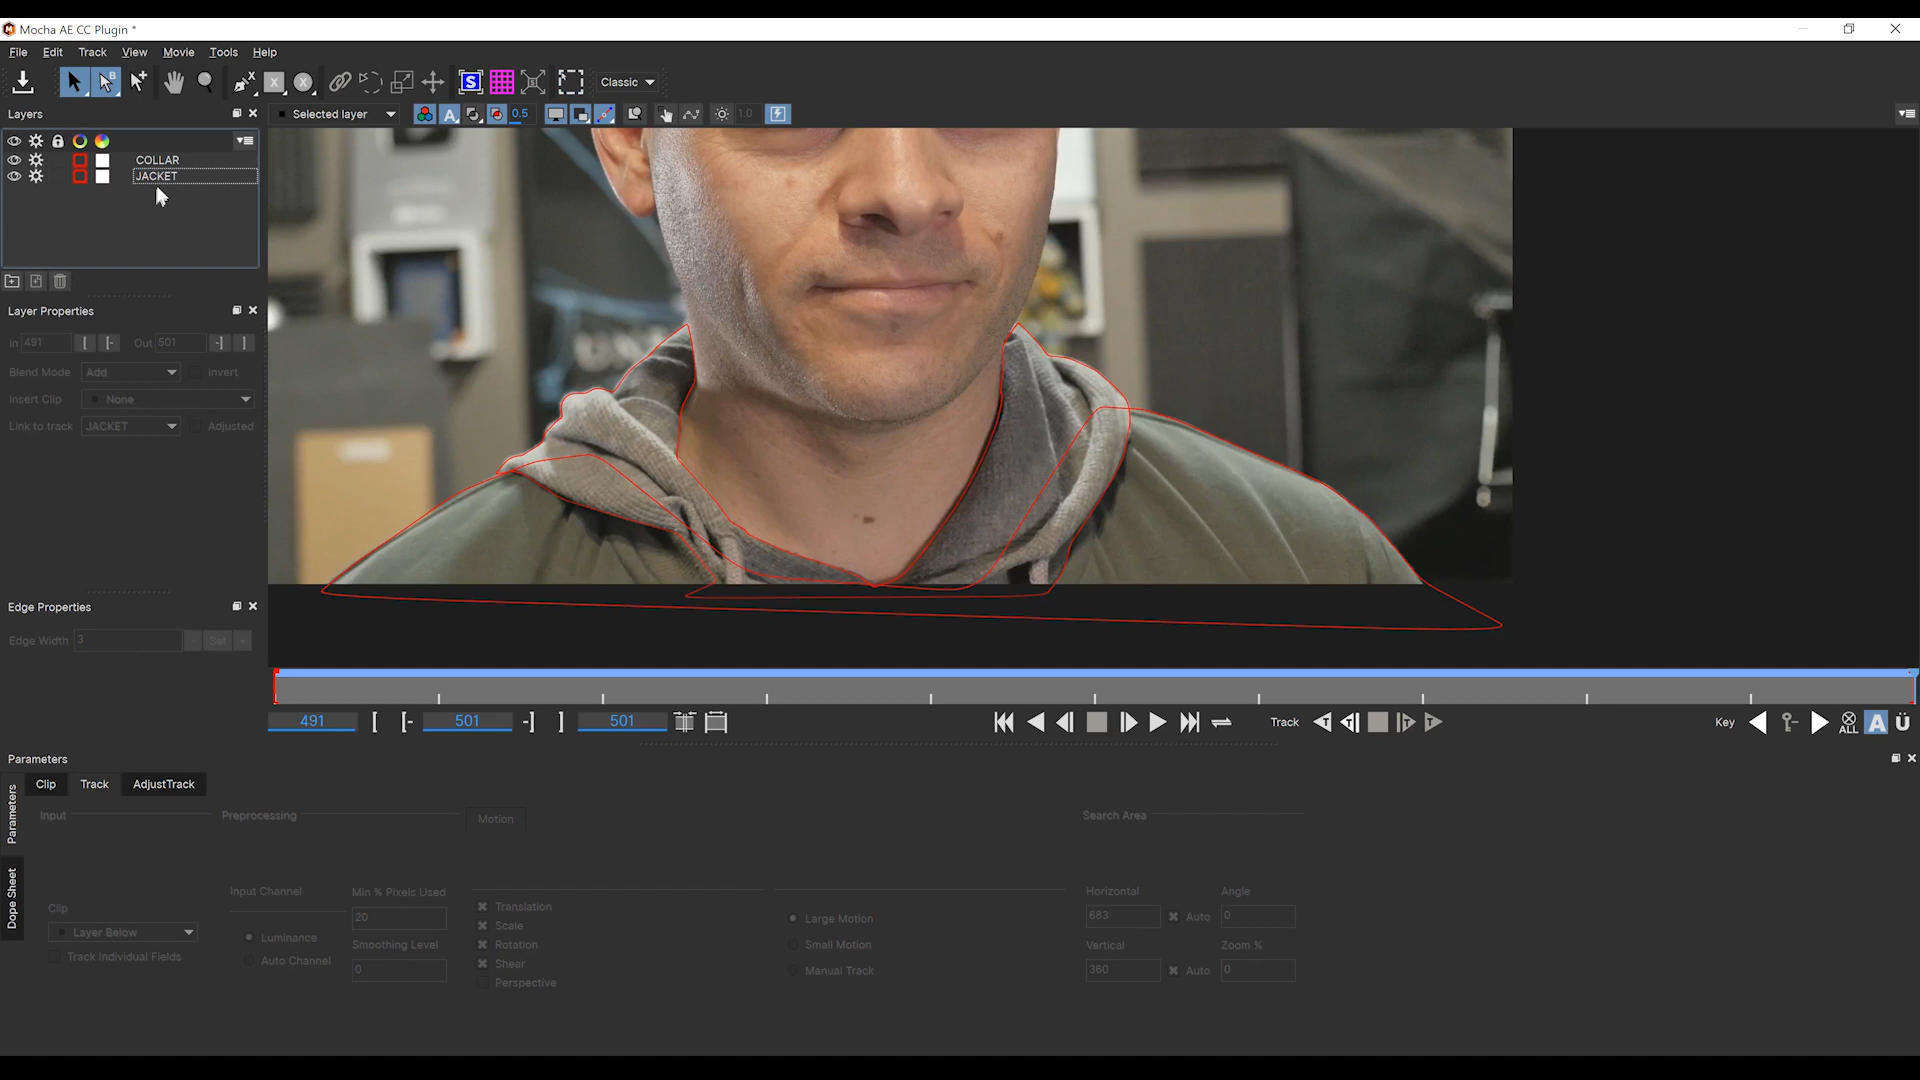 Mocha AE CC Plugin *
File Edit Track View Movie Tools Help
Classic
Layers
Selected layer
0.5
1.0
COLLAR
JACKET
Layer Properties
In 491 Out 501
Blend Mode Add Invert
Insert Clip None
Link to track JACKET Adjusted
Edge Properties
Edge Width 3 - Set +
491 501 501 Track Key ALL A Ü
Parameters
Clip Track AdjustTrack
Parameters
Dope Sheet
Input Preprocessing Motion Search Area
Input Channel Min % Pixels Used Horizontal Angle
Clip 20 Translation Large Motion 683 Auto 0
Layer Below Luminance Smoothing Level Scale Rotation Small Motion Vertical Zoom %
Track Individual Fields Auto Channel 0 Shear Manual Track 360 Auto 0
Perspective